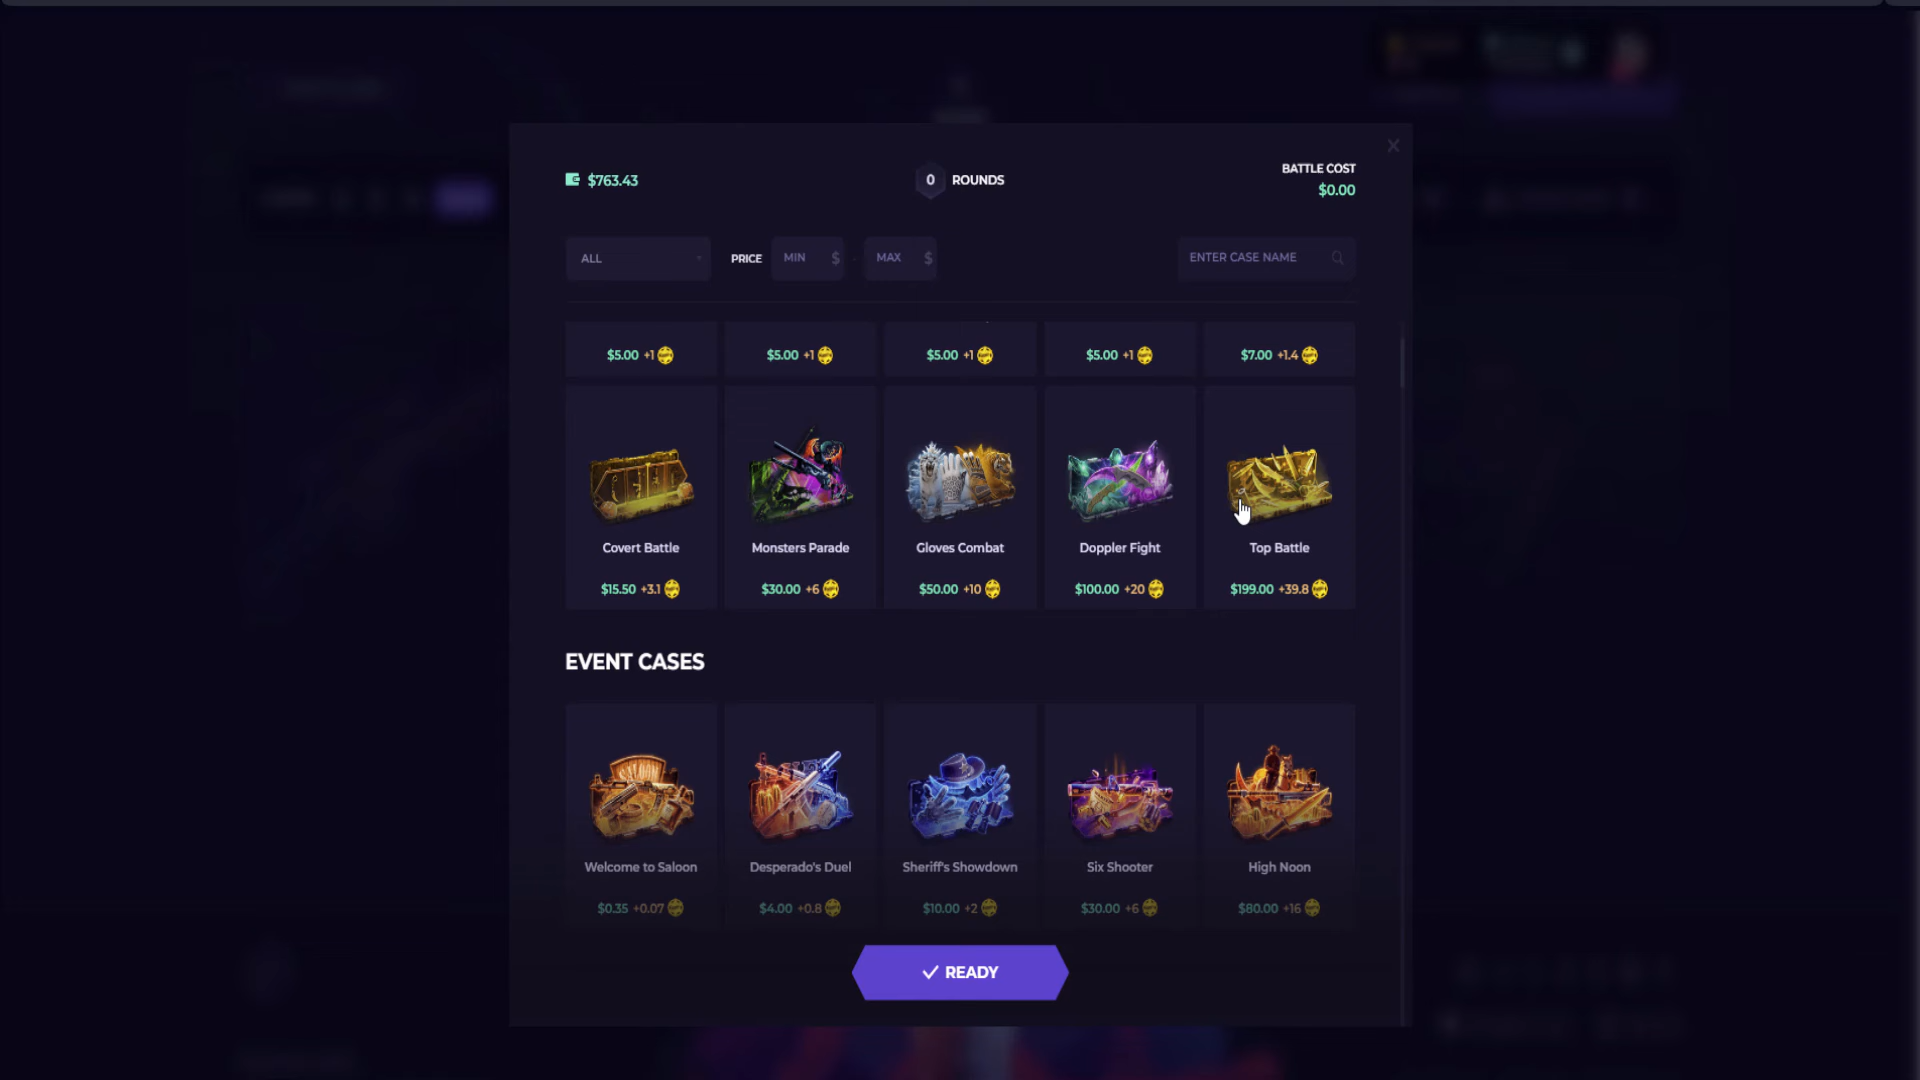 $763.43
0 ROUNDS
BATTLE COST
$0.00
ALL
PRICE
MIN $
-
MAX $
ENTER CASE NAME
$5.00 +1
$5.00 +1
$5.00 +1
$5.00 +1
$7.00 +1.4
Covert Battle
Monsters Parade
Gloves Combat
Doppler Fight
Top Battle
$15.50 +3.1
$30.00 +6
$50.00 +10
$100.00 +20
$199.00 +39.8
EVENT CASES
Welcome to Saloon
Desperado's Duel
Sheriff's Showdown
Six Shooter
High Noon
$0.35 +0.07
$4.00 +0.8
$10.00 +2
$30.00 +6
$80.00 +16
READY